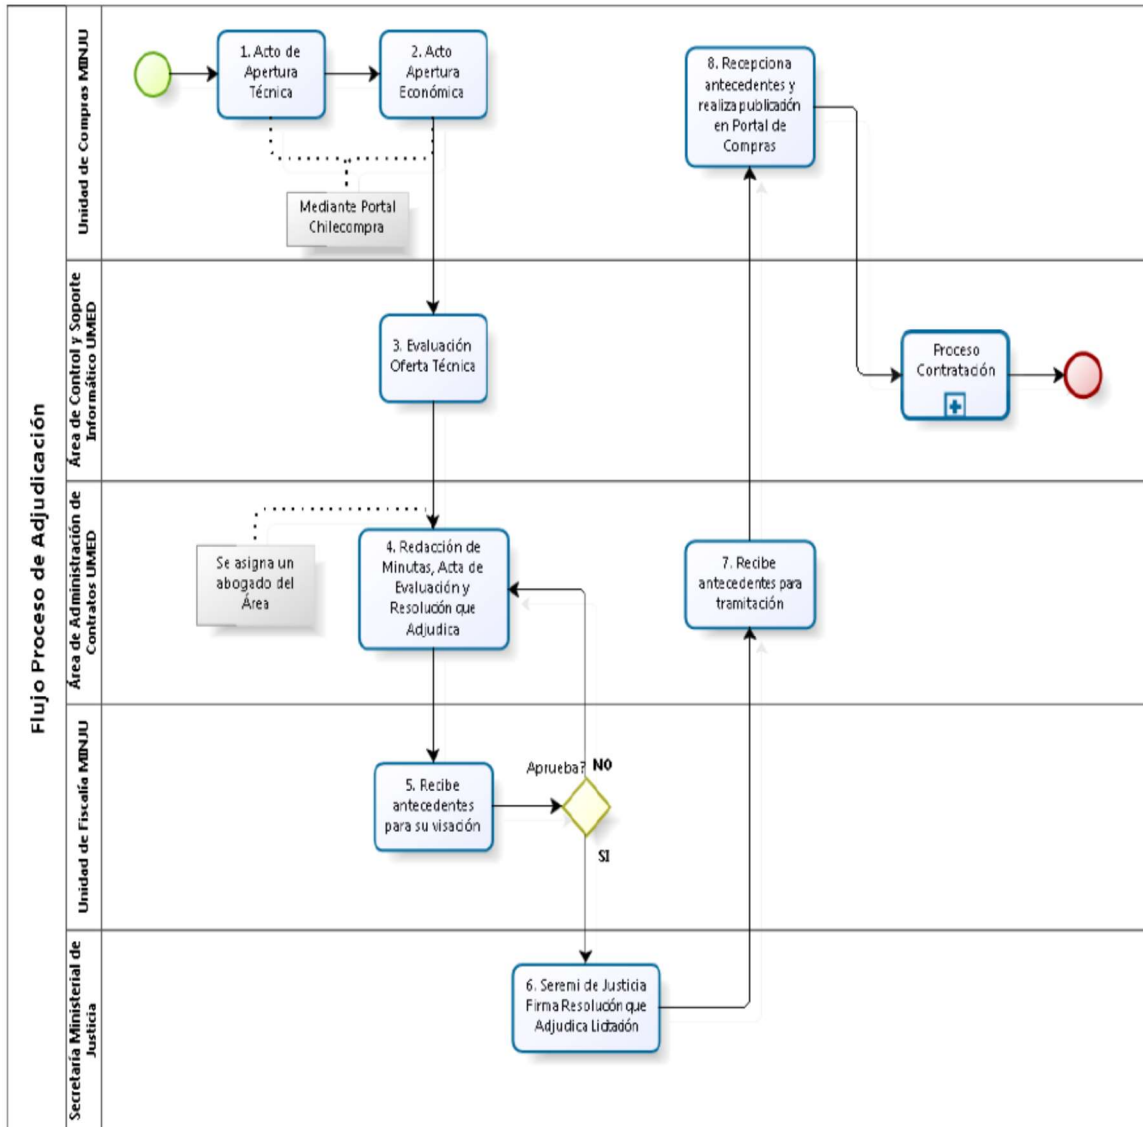 Flujo Proceso de Adjudicación
Unidad de Compras MINJU
1. Acto de
Apertura
Técnica
2. Acto
Apertura
Económica
Mediante Portal
Chilecompra
8. Recepciona
antecedentes y
realiza publicación
en Portal de
Compras
Área de Control y Soporte
Informático UMED
3. Evaluación
Oferta Técnica
Proceso
Contratación
Área de Administración de
Contratos UMED
Se asigna un
abogado del
Área
4. Redacción de
Minutas, Acta de
Evaluación y
Resolución que
Adjudica
7. Recibe
antecedentes para
tramitación
Unidad de Fiscalía MINJU
5. Recibe
antecedentes
para su visación
Aprueba?
NO
SI
Secretaría Ministerial de
Justicia
6. Seremi de Justicia
Firma Resolución que
Adjudica Licitación